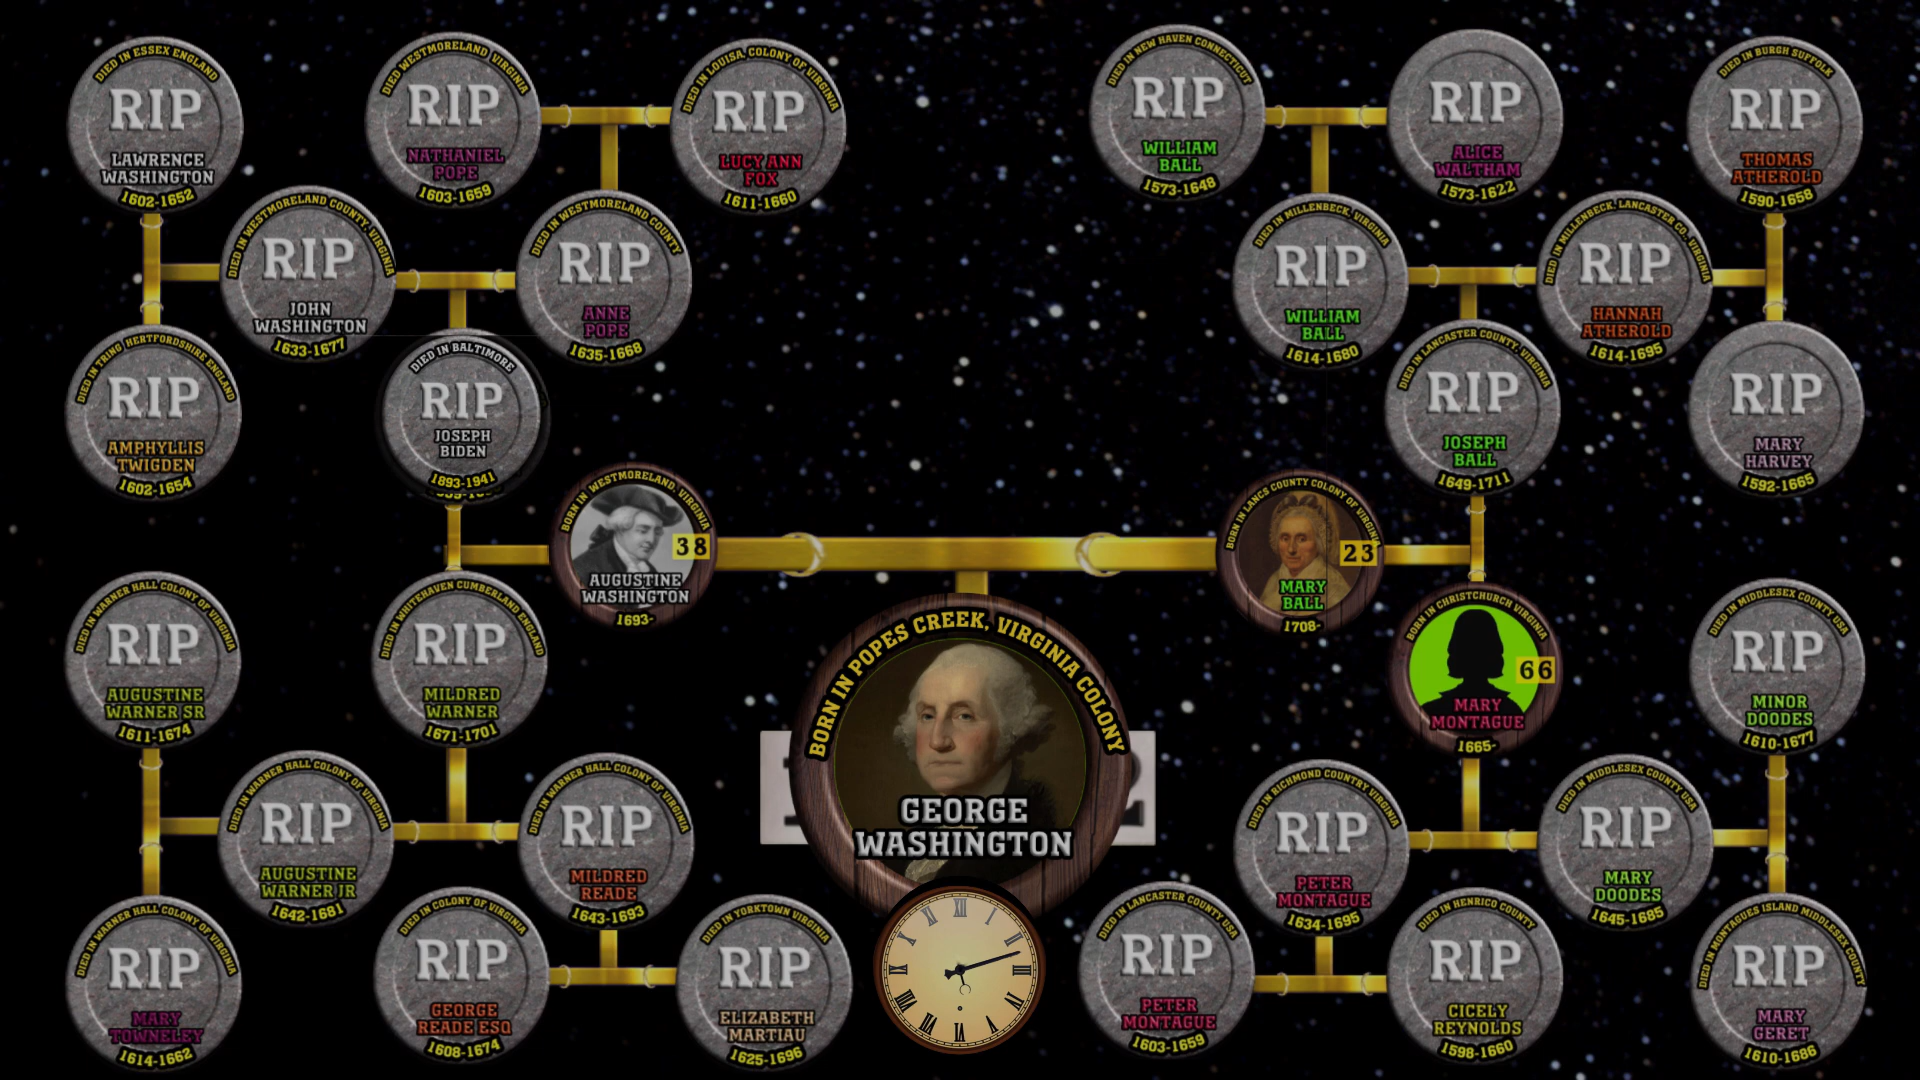 DIED IN ESSEX ENGLAND
RIP
LAWRENCE
WASHINGTON
1602-1652
DIED WESTMORELAND, VIRGINIA
RIP
NATHANIEL
POPE
1603-1659
DIED IN LOUISA, COLONY OF VIRGINIA
RIP
LUCY ANN
FOX
1611-1660
DIED IN NEW HAVEN CONNECTICUT
RIP
WILLIAM
BALL
1573-1648
RIP
ALICE
WALTHAM
1573-1622
DIED IN BURGH SUFFOLK
RIP
THOMAS
ATHEROLD
1590-1658
DIED IN WESTMORELAND COUNTY, VIRGINIA
RIP
JOHN
WASHINGTON
1633-1677
DIED IN WESTMORELAND COUNTY
RIP
ANNE
POPE
1635-1668
DIED IN MILLENBECK, VIRGINIA
RIP
WILLIAM
BALL
1614-1680
DIED IN MILLENBECK, LANCASTER CO., VIRGINIA
RIP
HANNAH
ATHEROLD
1614-1695
DIED IN TRING HERTFORDSHIRE ENGLAND
RIP
AMPHYLLIS
TWIGDEN
1602-1654
DIED IN BALTIMORE
RIP
JOSEPH
BIDEN
1893-1941
DIED IN LANCASTER COUNTY, VIRGINIA
RIP
JOSEPH
BALL
1649-1711
RIP
MARY
HARVEY
1592-1665
BORN IN WESTMORELAND, VIRGINIA
38
AUGUSTINE
WASHINGTON
1693-
BORN IN LANCS COUNTY COLONY OF VIRGINIA
23
MARY
BALL
1708-
DIED IN WARNER HALL COLONY OF VIRGINIA
RIP
AUGUSTINE
WARNER SR
1611-1674
DIED IN WHITEHAVEN CUMBERLAND ENGLAND
RIP
MILDRED
WARNER
1671-1701
BORN IN POPES CREEK, VIRGINIA COLONY
GEORGE
WASHINGTON
BORN IN CHRISTCHURCH VIRGINIA
66
MARY
MONTAGUE
1665-
DIED IN MIDDLESEX COUNTY USA
RIP
MINOR
DOODES
1610-1677
DIED IN WARNER HALL COLONY OF VIRGINIA
RIP
AUGUSTINE
WARNER JR
1642-1681
DIED IN WARNER HALL COLONY OF VIRGINIA
RIP
MILDRED
READE
1643-1693
DIED IN RICHMOND COUNTRY VIRGINIA
RIP
PETER
MONTAGUE
1634-1695
DIED IN MIDDLESEX COUNTY USA
RIP
MARY
DOODES
1645-1685
DIED IN WARNER HALL COLONY OF VIRGINIA
RIP
MARY
TOWNELEY
1614-1662
DIED IN COLONY OF VIRGINIA
RIP
GEORGE
READE ESQ
1608-1674
DIED IN YORKTOWN VIRGINIA
RIP
ELIZABETH
MARTIAU
1625-1696
XII I II III IV V VI VII VIII IX X XI
DIED IN LANCASTER COUNTY USA
RIP
PETER
MONTAGUE
1603-1659
DIED IN HENRICO COUNTY
RIP
CICELY
REYNOLDS
1598-1660
DIED IN MONTAGUES ISLAND MIDDLESEX COUNTY
RIP
MARY
GERET
1610-1686